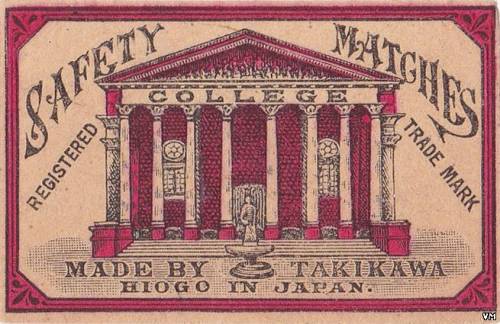 SAFETY MATCHES
REGISTERED TRADE MARK
COLLEGE
MADE BY TAKIKAWA
HIOGO IN JAPAN.
VM